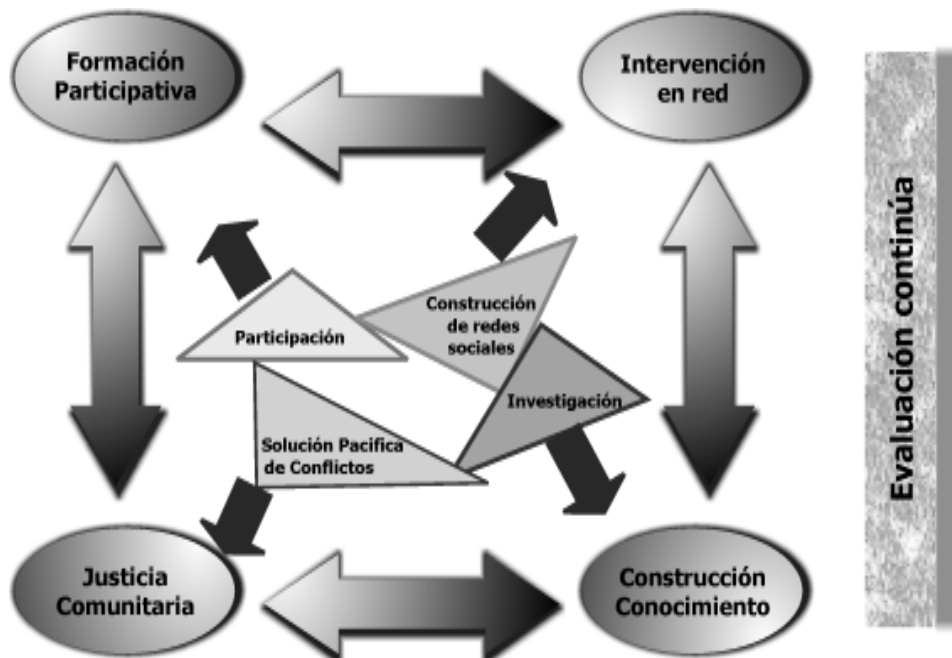 Formación
Participativa
Intervención
en red
Construcción
de redes
sociales
Participación
Investigación
Solución Pacifica
de Conflictos
Justicia
Comunitaria
Construcción
Conocimiento
Evaluación continúa